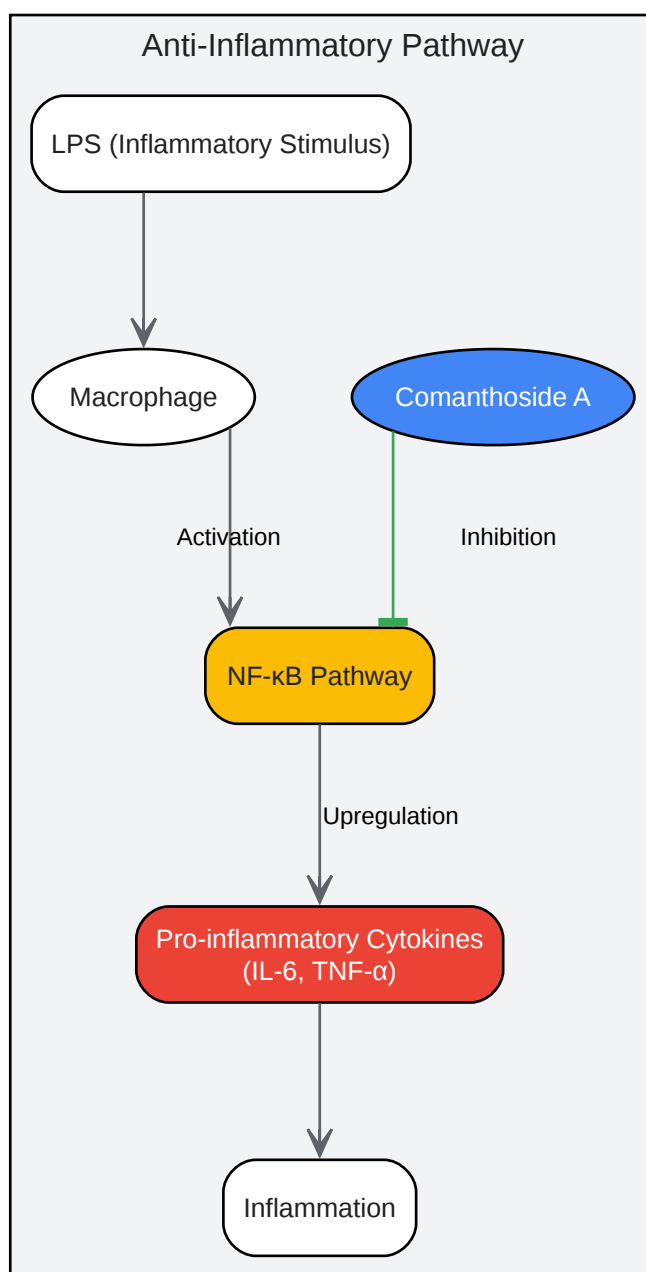 Anti-Inflammatory Pathway
LPS (Inflammatory Stimulus)
Macrophage
Comanthoside A
Activation
Inhibition
NF-κB Pathway
Upregulation
Pro-inflammatory Cytokines
(IL-6, TNF-α)
Inflammation